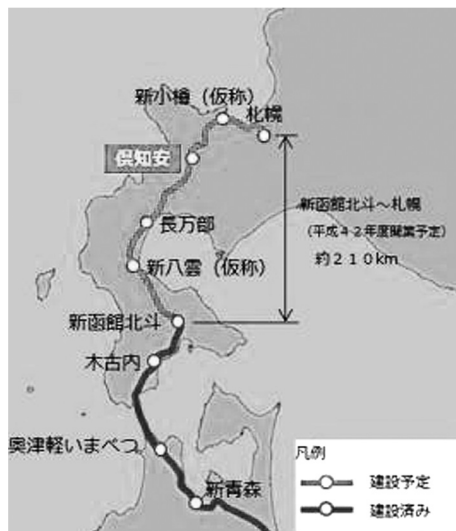 新小樽（仮称）
札幌
倶知安
新函館北斗～札幌
（平成４２年度開業予定）
約２１０km
長万部
新八雲（仮称）
新函館北斗
木古内
奥津軽いまべつ
新青森
凡例
建設予定
建設済み